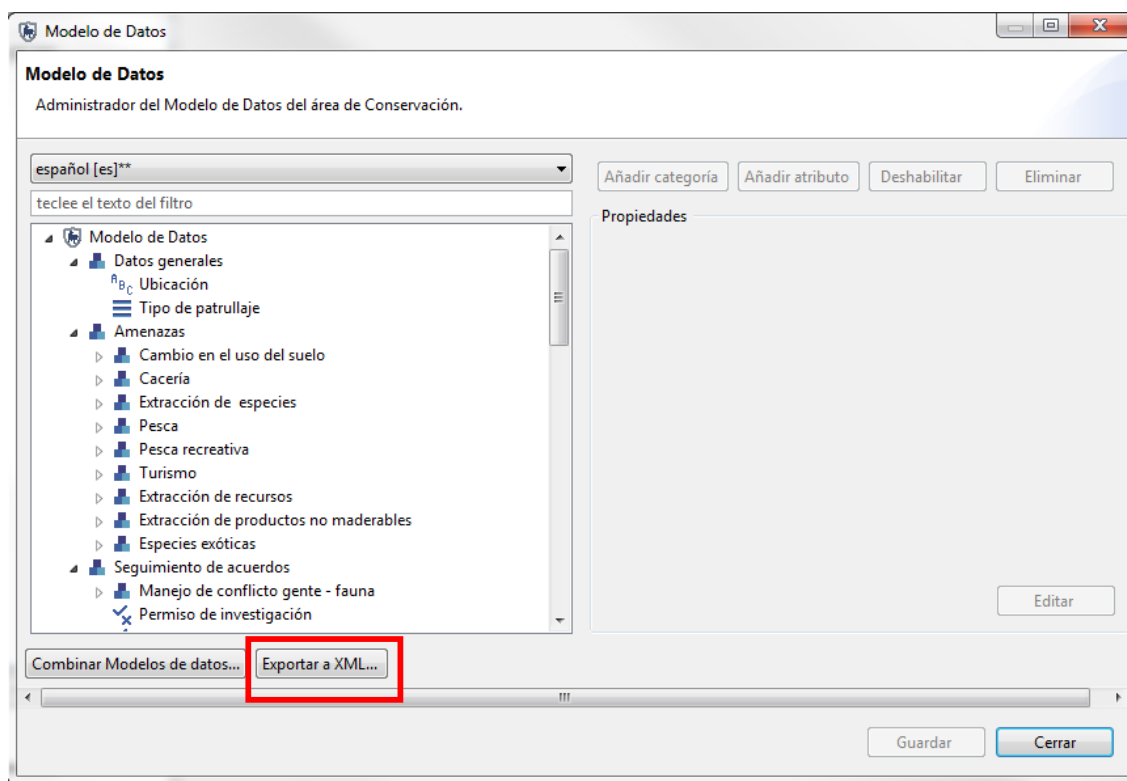 Modelo de Datos
Modelo de Datos
Administrador del Modelo de Datos del área de Conservación.
español [es]**
Añadir categoría Añadir atributo Deshabilitar Eliminar
teclee el texto del filtro
Propiedades
Modelo de Datos
Datos generales
ABC Ubicación
Tipo de patrullaje
Amenazas
Cambio en el uso del suelo
Cacería
Extracción de especies
Pesca
Pesca recreativa
Turismo
Extracción de recursos
Extracción de productos no maderables
Especies exóticas
Seguimiento de acuerdos
Manejo de conflicto gente - fauna
Permiso de investigación
Editar
Combinar Modelos de datos... Exportar a XML...
Guardar Cerrar